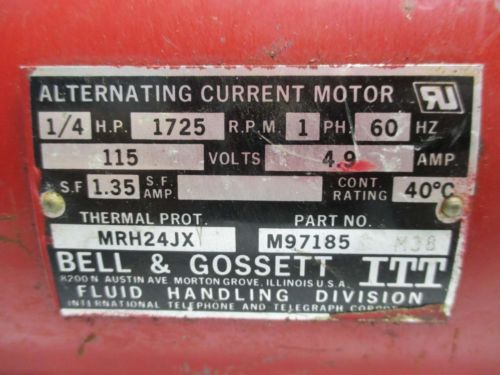 ALTERNATING CURRENT MOTOR RU
1/4 H.P. 1725 R.P.M. 1 PH. 60 HZ
115 VOLTS 4.9 AMP.
S.F 1.35 S.F. AMP. CONT. RATING 40°C
THERMAL PROT. PART NO.
MRH24JX M97185 M38
BELL & GOSSETT ITT
8200 N. AUSTIN AVE. MORTON GROVE, ILLINOIS U.S.A.
FLUID HANDLING DIVISION
INTERNATIONAL TELEPHONE AND TELEGRAPH